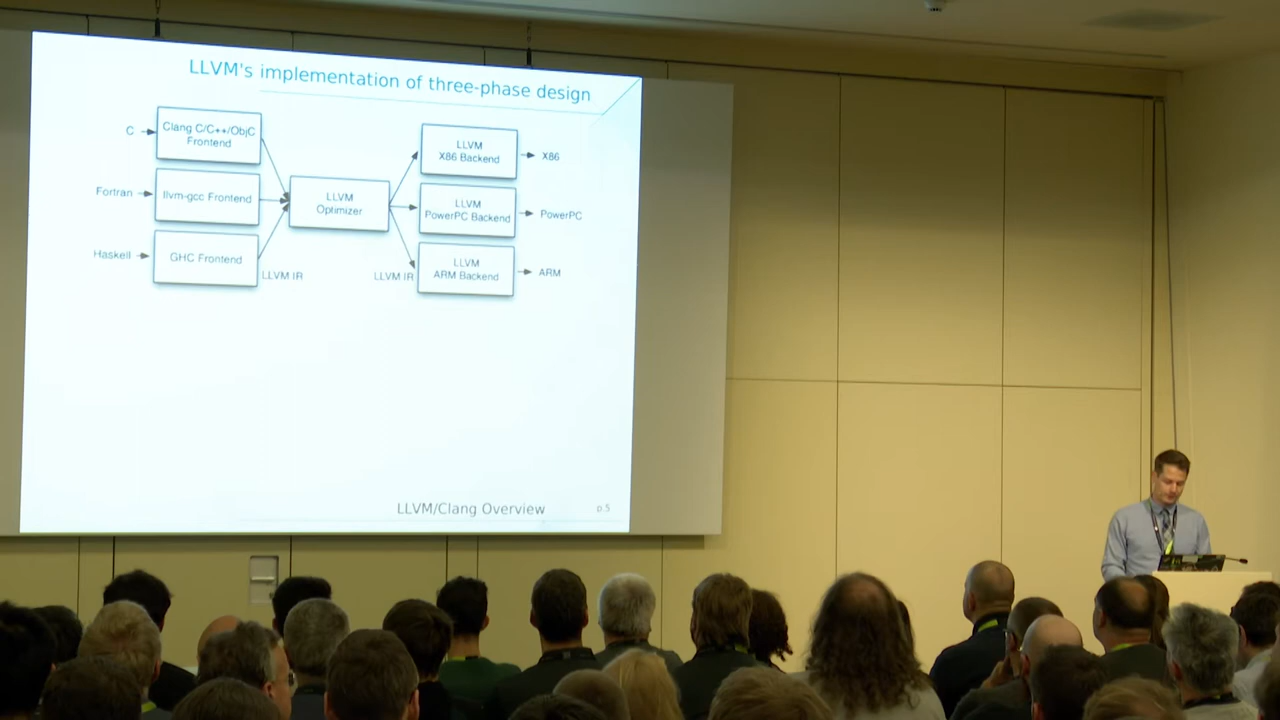 LLVM's implementation of three-phase design
C
Clang C/C++/ObjC
Frontend
Fortran
llvm-gcc Frontend
Haskell
GHC Frontend
LLVM IR
LLVM
Optimizer
LLVM IR
LLVM
X86 Backend
X86
LLVM
PowerPC Backend
PowerPC
LLVM
ARM Backend
ARM
LLVM/Clang Overview
p.5